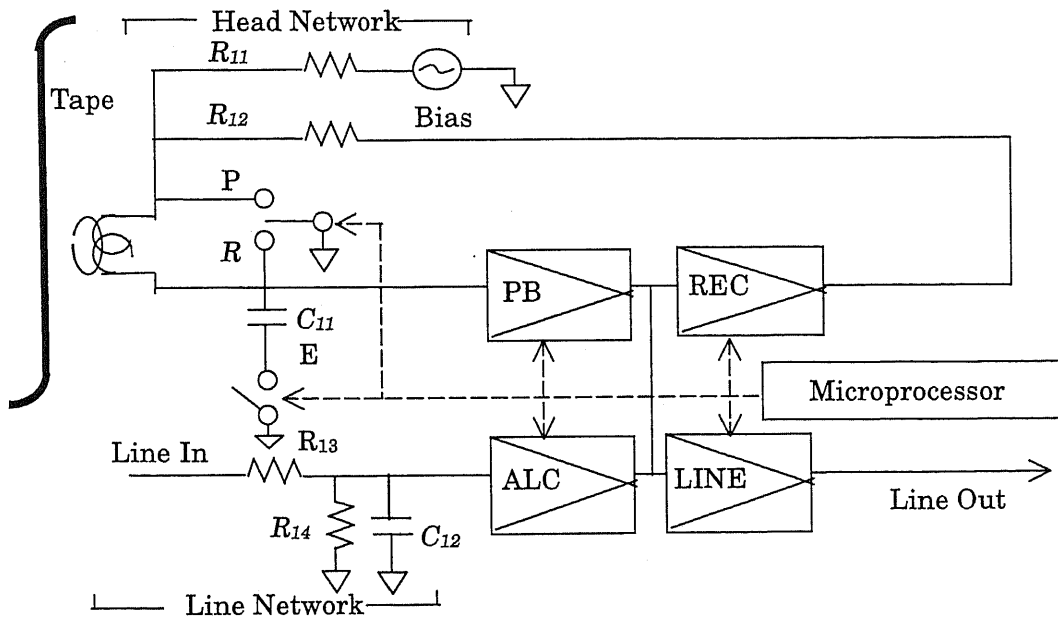 Head Network
R11
Tape
Bias
R12
P
R
PB
REC
C11
E
Microprocessor
R13
Line In
ALC
LINE
Line Out
R14
C12
Line Network